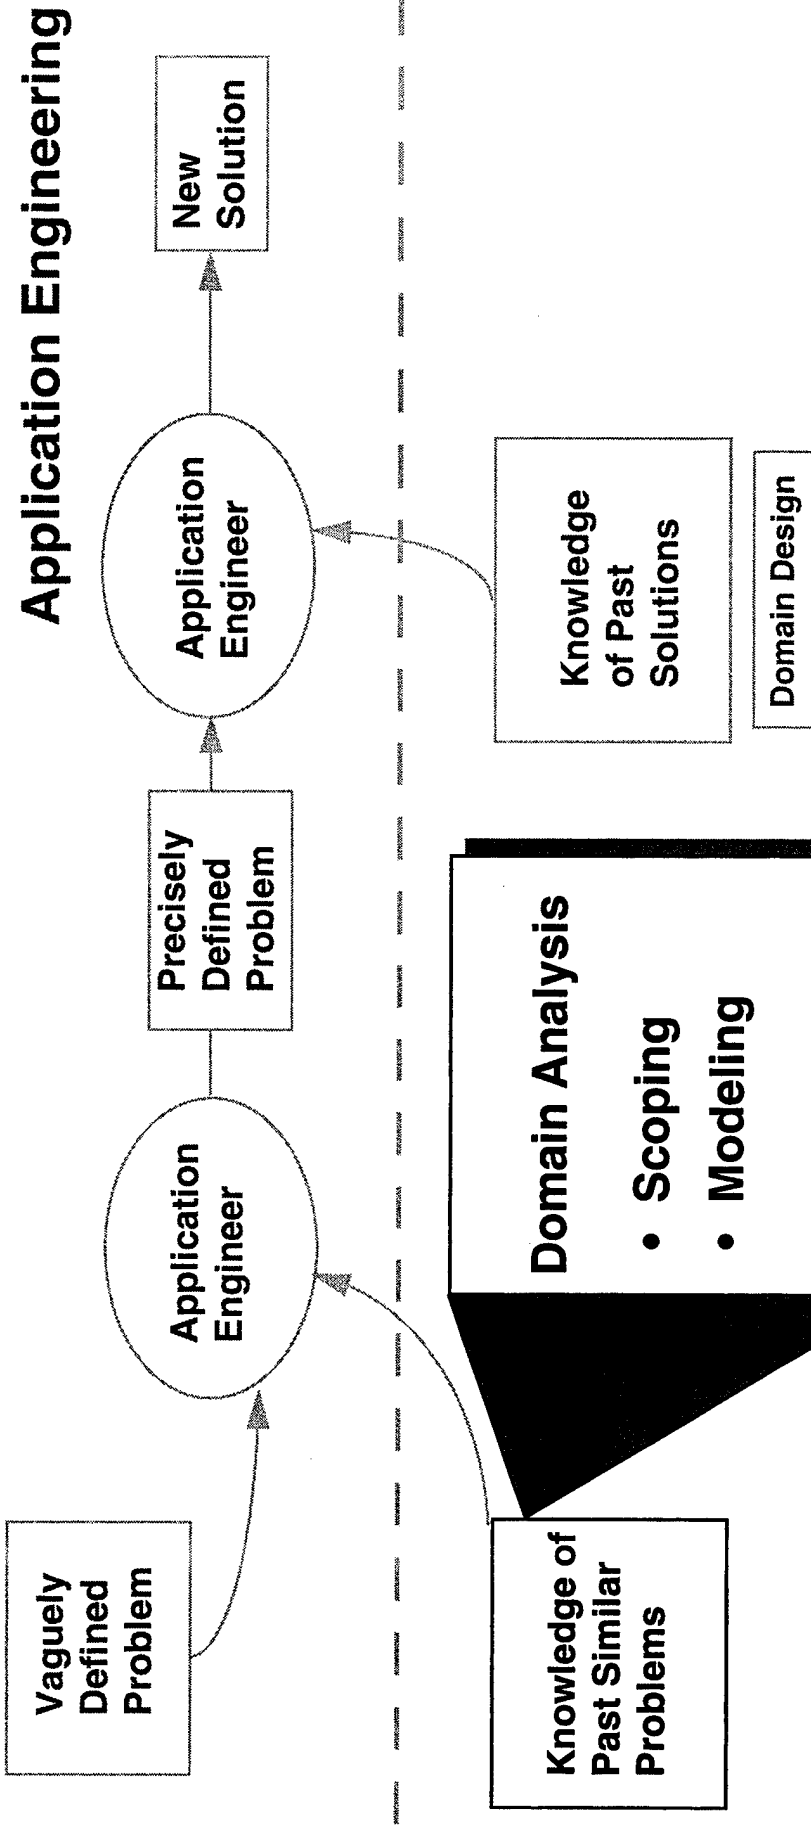 Application Engineering
Vaguely
Defined
Problem
Application
Engineer
Precisely
Defined
Problem
Application
Engineer
New
Solution
Knowledge of
Past Similar
Problems
Domain Analysis
• Scoping
• Modeling
Knowledge
of Past
Solutions
Domain Design